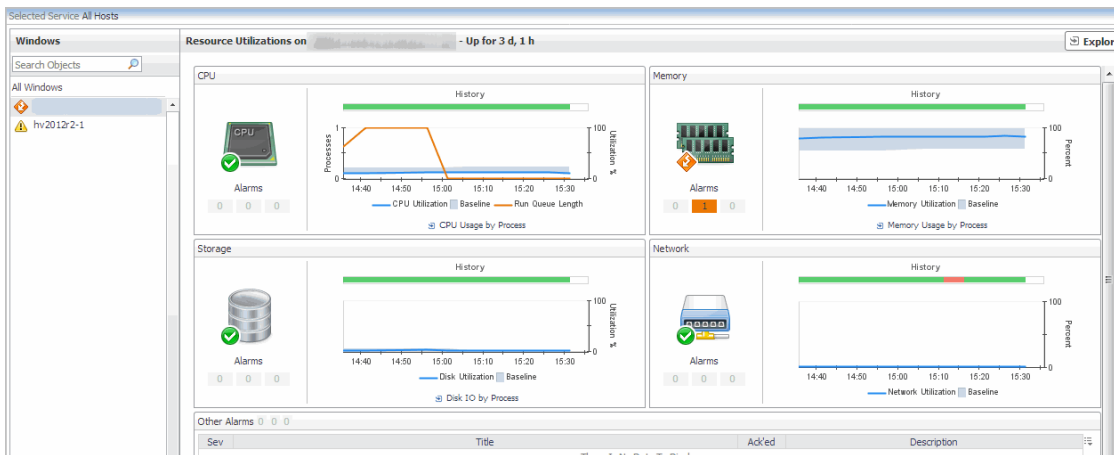 Selected Service All Hosts
Windows
Search Objects
All Windows
hv2012r2-1
Resource Utilizations on - Up for 3 d, 1 h
Explor
CPU
CPU
Alarms
0 0 0
History
Processes
1
0
100
0
Utilization %
14:40 14:50 15:00 15:10 15:20 15:30
CPU Utilization Baseline Run Queue Length
CPU Usage by Process
Memory
Alarms
0 1 0
History
100
0
Percent
14:40 14:50 15:00 15:10 15:20 15:30
Memory Utilization Baseline
Memory Usage by Process
Storage
Alarms
0 0 0
History
100
0
Utilization %
14:40 14:50 15:00 15:10 15:20 15:30
Disk Utilization Baseline
Disk IO by Process
Network
Alarms
0 0 0
History
100
0
Percent
14:40 14:50 15:00 15:10 15:20 15:30
Network Utilization Baseline
Other Alarms 0 0 0
Sev Title Ack'ed Description